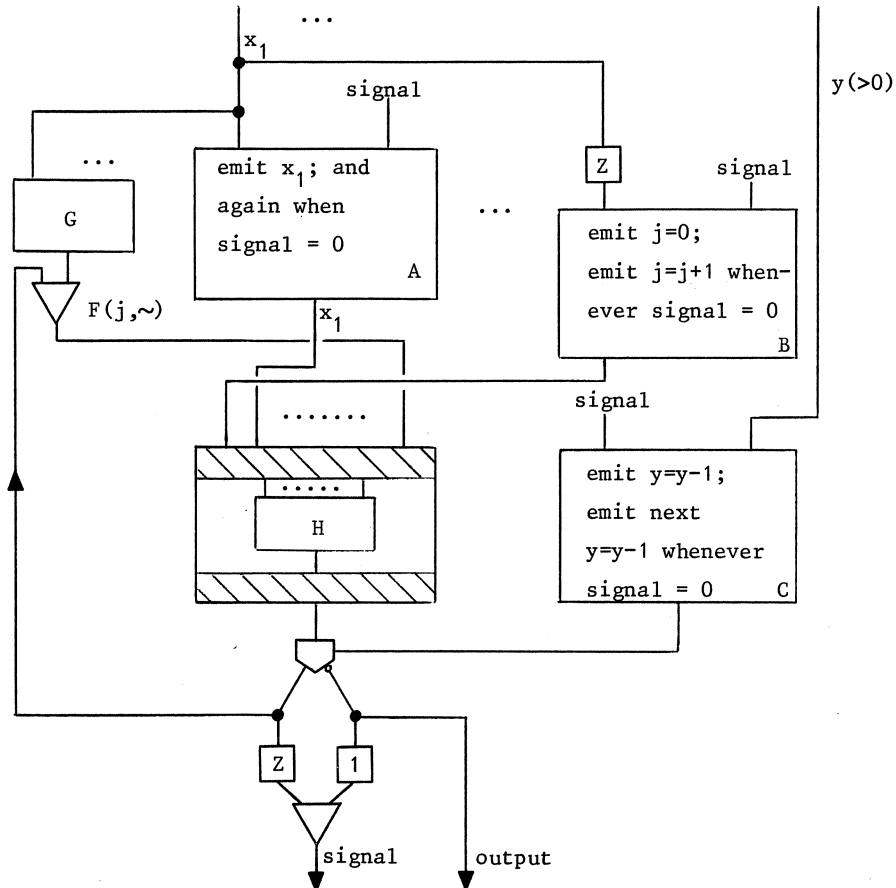 ...
x1
signal
y(>0)
...
Z
signal
G
emit x1; and
again when
signal = 0
A
...
emit j=0;
emit j=j+1 when-
ever signal = 0
B
F(j,~)
x1
signal
.......
.....
H
emit y=y-1;
emit next
y=y-1 whenever
signal = 0
C
Z
1
signal
output